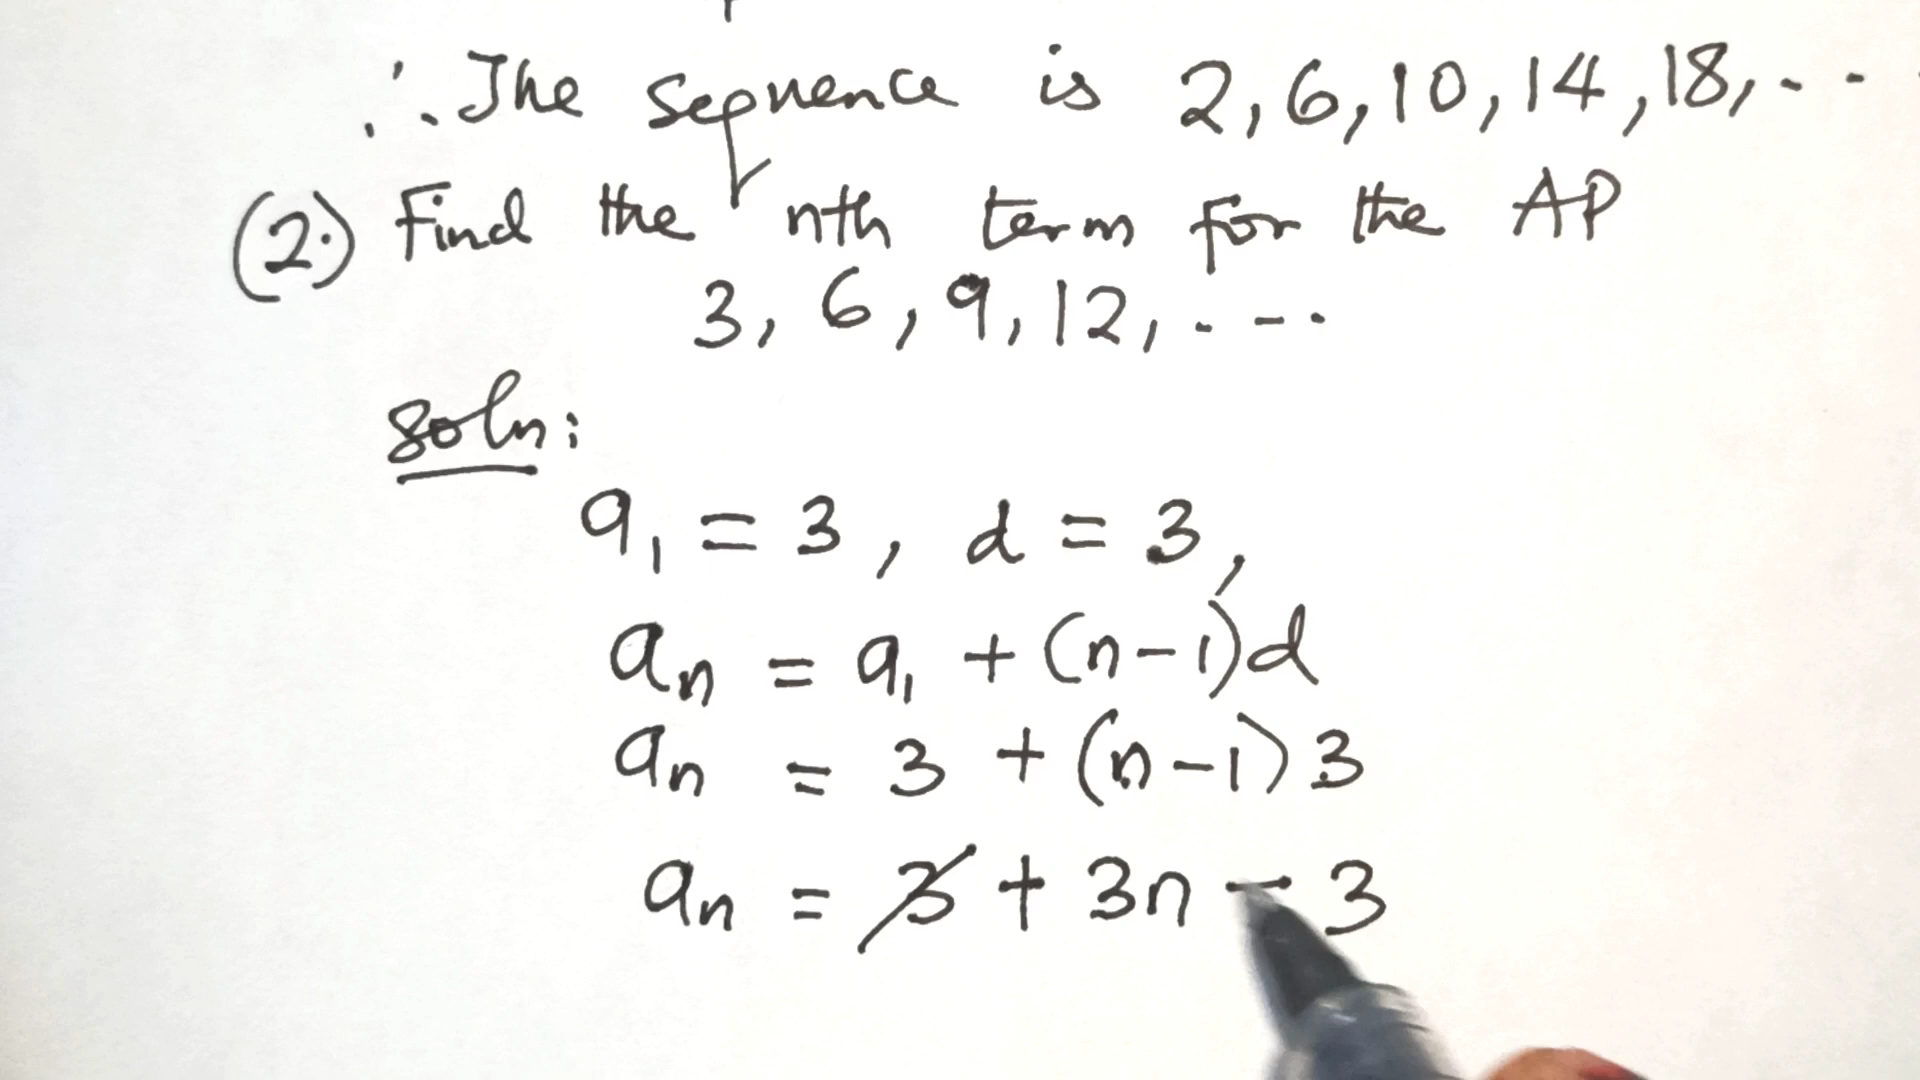 ∴ The sequence is 2, 6, 10, 14, 18, . . .
(2.) Find the nth term for the AP
3, 6, 9, 12, . . .
soln:
a₁ = 3, d = 3,
aₙ = a₁ + (n-1)d
aₙ = 3 + (n-1)3
aₙ = 3 + 3n - 3